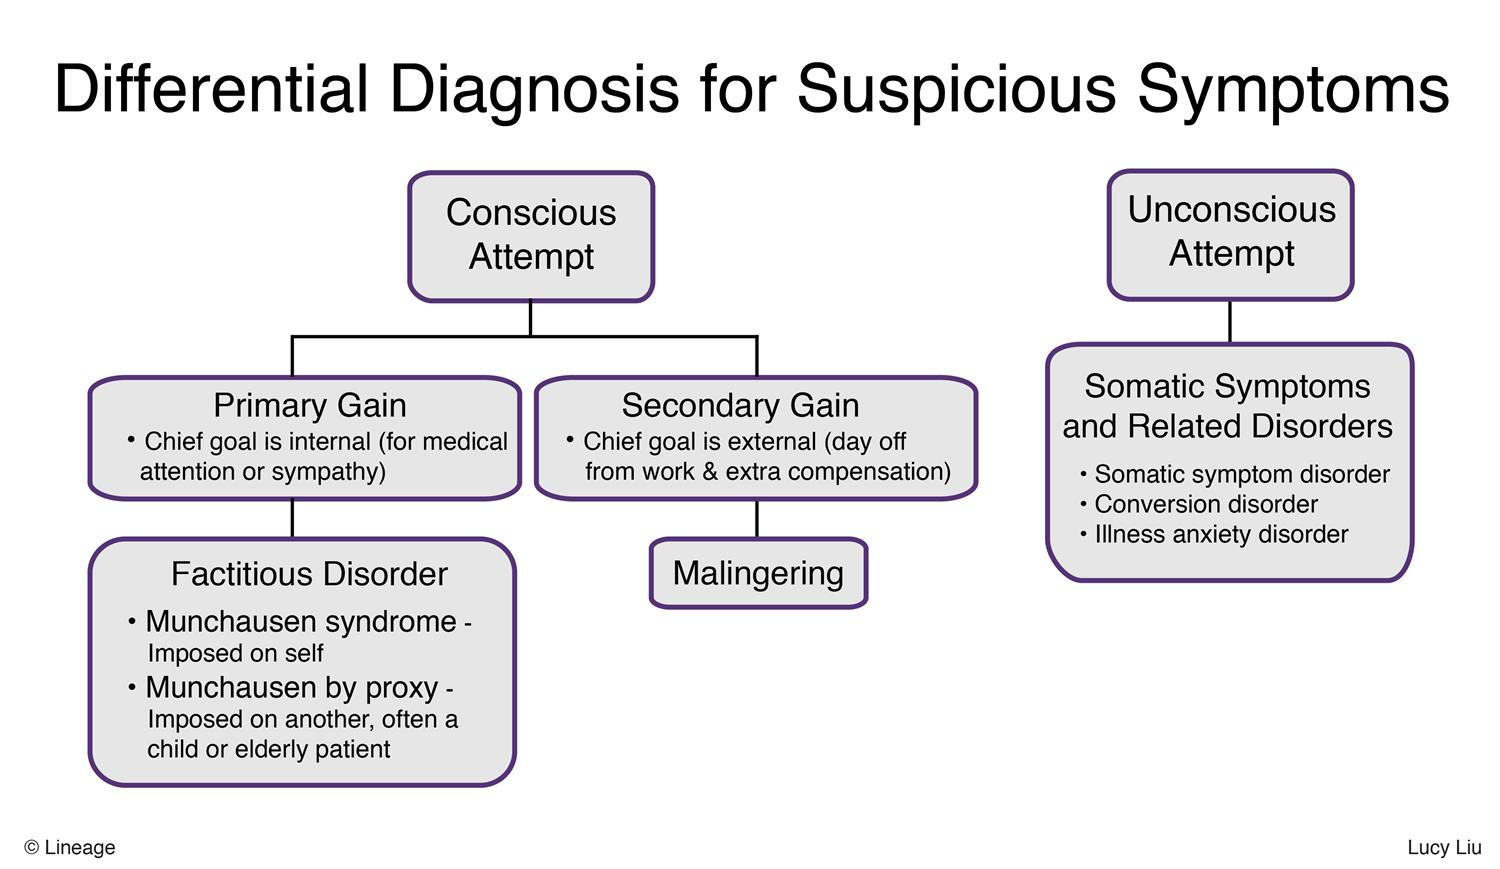 Differential Diagnosis for Suspicious Symptoms
Conscious
Attempt
Primary Gain
• Chief goal is internal (for medical
attention or sympathy)
Factitious Disorder
• Munchausen syndrome -
Imposed on self
• Munchausen by proxy -
Imposed on another, often a
child or elderly patient
Secondary Gain
• Chief goal is external (day off
from work & extra compensation)
Malingering
Unconscious
Attempt
Somatic Symptoms
and Related Disorders
• Somatic symptom disorder
• Conversion disorder
• Illness anxiety disorder
© Lineage
Lucy Liu